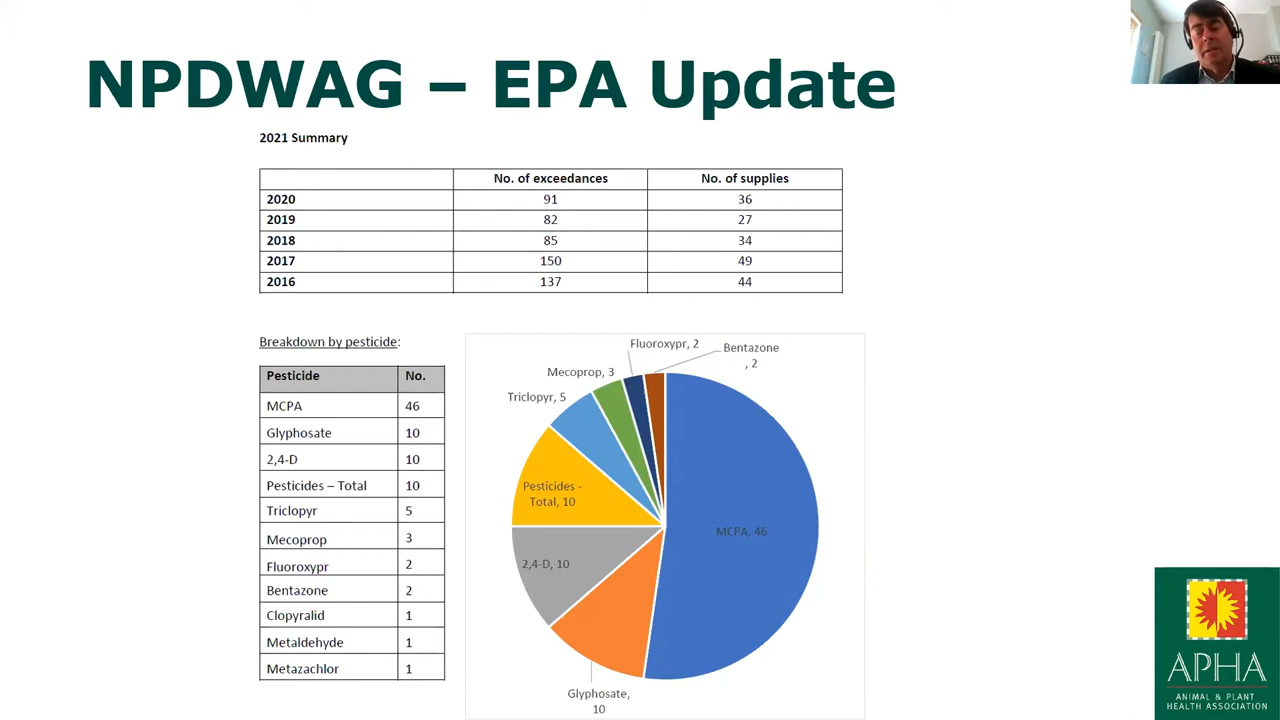 NPDWAG – EPA Update
2021 Summary
No. of exceedances No. of supplies
2020 91 36
2019 82 27
2018 85 34
2017 150 49
2016 137 44
Breakdown by pesticide:
Pesticide No.
MCPA 46
Glyphosate 10
2,4-D 10
Pesticides – Total 10
Triclopyr 5
Mecoprop 3
Fluoroxypr 2
Bentazone 2
Clopyralid 1
Metaldehyde 1
Metazachlor 1
Fluoroxypr, 2
Bentazone
, 2
Mecoprop, 3
Triclopyr, 5
Pesticides -
Total, 10
MCPA, 46
2,4-D, 10
Glyphosate,
10
APHA
ANIMAL & PLANT
HEALTH ASSOCIATION